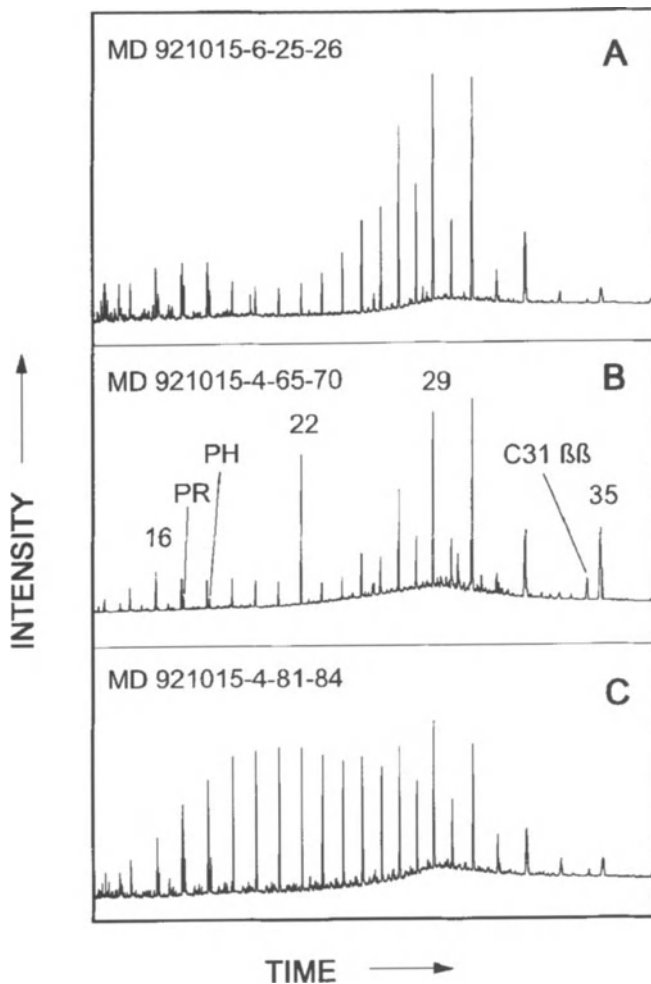 MD 921015-6-25-26
A
MD 921015-4-65-70
B
29
22
PH
C31 ßß
PR
35
16
MD 921015-4-81-84
C
INTENSITY
TIME